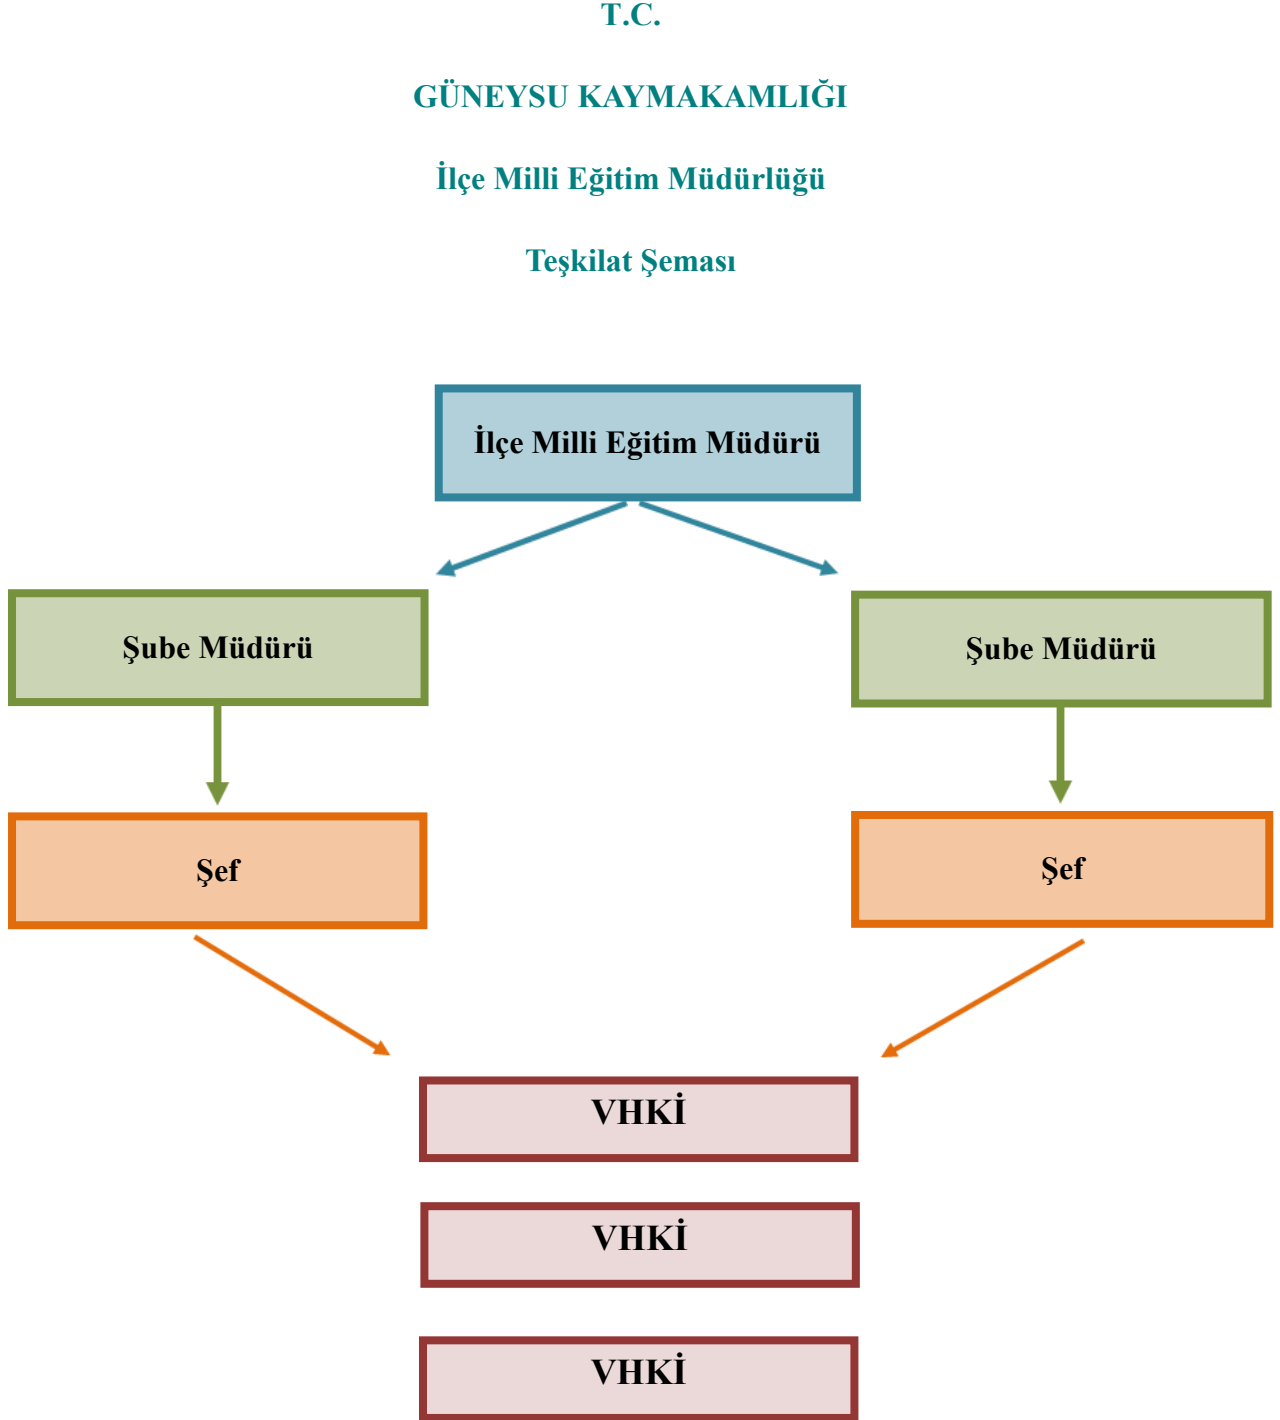 T.C.
GÜNEYSU KAYMAKAMLIĞI
İlçe Milli Eğitim Müdürlüğü
Teşkilat Şeması
İlçe Milli Eğitim Müdürü
Şube Müdürü
Şube Müdürü
Şef
Şef
VHKİ
VHKİ
VHKİ